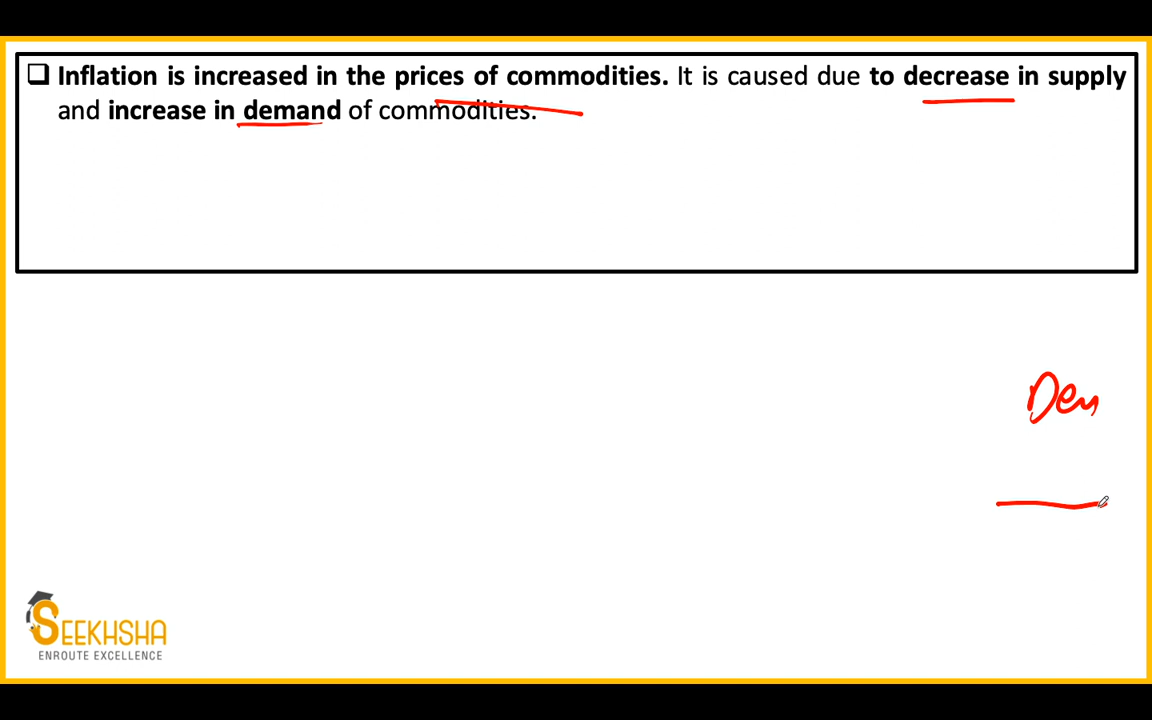 Inflation is increased in the prices of commodities. It is caused due to decrease in supply
and increase in demand of commodities.
Dem
SEEKHSHA
ENROUTE EXCELLENCE